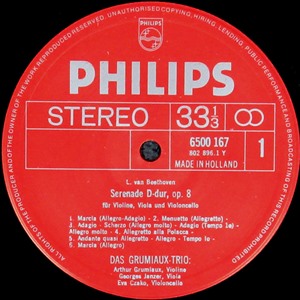 ALL RIGHTS OF THE PRODUCER AND OF THE OWNER OF THE WORK REPRODUCED RESERVED. UNAUTHORISED COPYING, HIRING, PUBLIC PERFORMANCE AND BROADCASTING OF THIS RECORD PROHIBITED
PHILIPS
STEREO
33 1/3
6500 167
802 896.1 Y
MADE IN HOLLAND
1
L. van Beethoven
Serenade D-dur, op. 8
für Violine, Viola und Violoncello
1. Marcia (Allegro-Adagio) - 2. Menuetto (Allegretto) -
3. Adagio - Scherzo (Allegro molto) - Adagio (Tempo Ie) -
Allegro molto - 4. Allegretto alla Polacca -
5. Andante quasi Allegretto - Allegro - Tempo Io -
6. Marcia (Allegro)
DAS GRUMIAUX-TRIO:
Arthur Grumiaux, Violine
Georges Janzer, Viola
Eva Czako, Violoncello